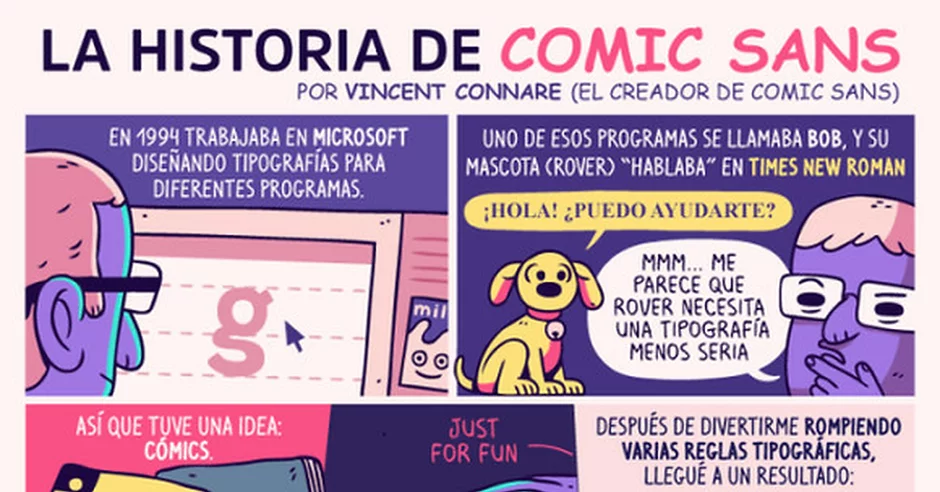 LA HISTORIA DE COMIC SANS
POR VINCENT CONNARE (EL CREADOR DE COMIC SANS)
EN 1994 TRABAJABA EN MICROSOFT
DISEÑANDO TIPOGRAFÍAS PARA
DIFERENTES PROGRAMAS.
g
mil
UNO DE ESOS PROGRAMAS SE LLAMABA BOB, Y SU
MASCOTA (ROVER) “HABLABA” EN TIMES NEW ROMAN
¡HOLA! ¿PUEDO AYUDARTE?
MMM... ME
PARECE QUE
ROVER NECESITA
UNA TIPOGRAFÍA
MENOS SERIA
ASÍ QUE TUVE UNA IDEA:
CÓMICS.
JUST
FOR FUN
DESPUÉS DE DIVERTIRME ROMPIENDO
VARIAS REGLAS TIPOGRÁFICAS,
LLEGUÉ A UN RESULTADO: